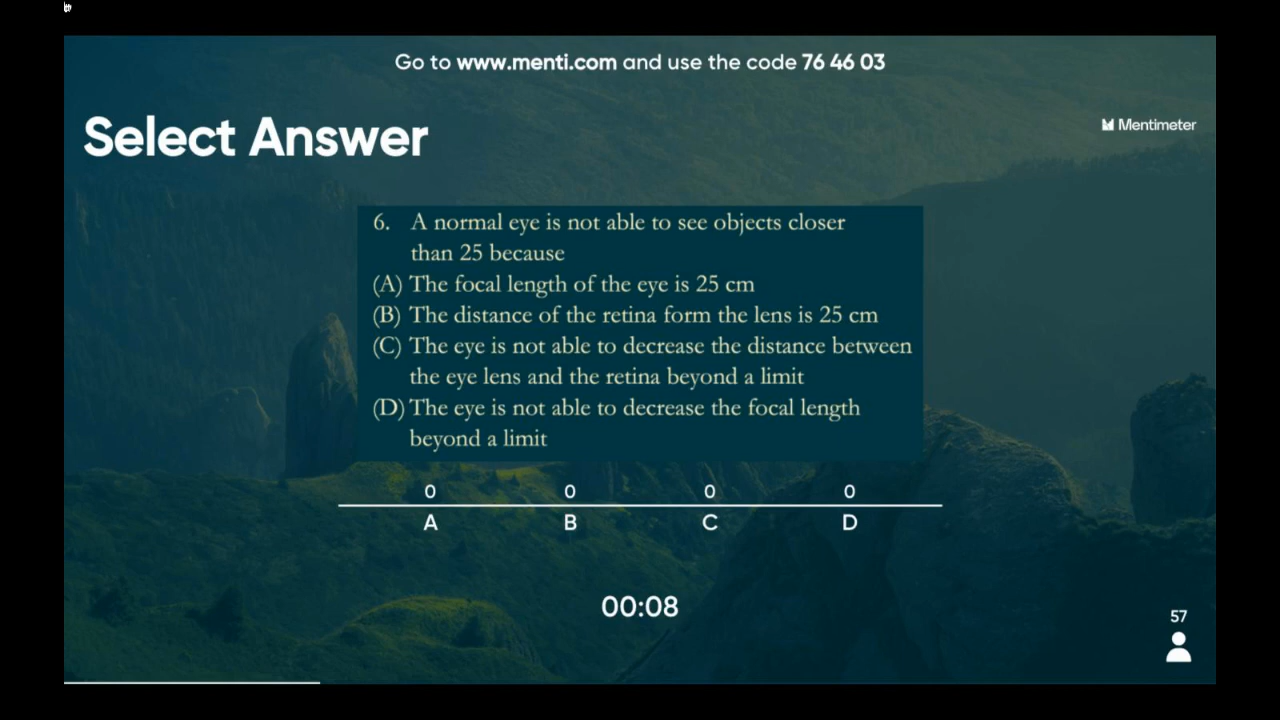 Go to www.menti.com and use the code 76 46 03
Select Answer
Mentimeter
6. A normal eye is not able to see objects closer
than 25 because
(A) The focal length of the eye is 25 cm
(B) The distance of the retina form the lens is 25 cm
(C) The eye is not able to decrease the distance between
the eye lens and the retina beyond a limit
(D) The eye is not able to decrease the focal length
beyond a limit
0 0 0 0
A B C D
00:08
57